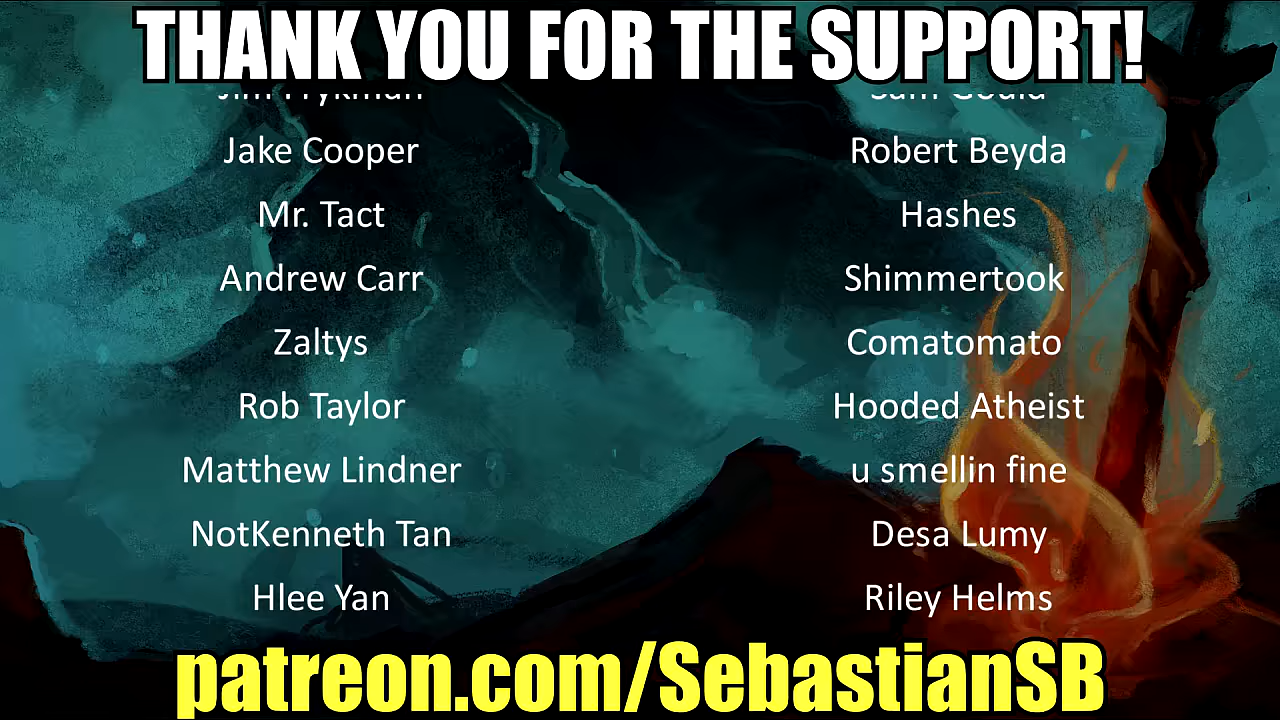 THANK YOU FOR THE SUPPORT!
Jake Cooper
Robert Beyda
Mr. Tact
Hashes
Andrew Carr
Shimmertook
Zaltys
Comatomato
Rob Taylor
Hooded Atheist
Matthew Lindner
u smellin fine
NotKenneth Tan
Desa Lumy
Hlee Yan
Riley Helms
patreon.com/SebastianSB